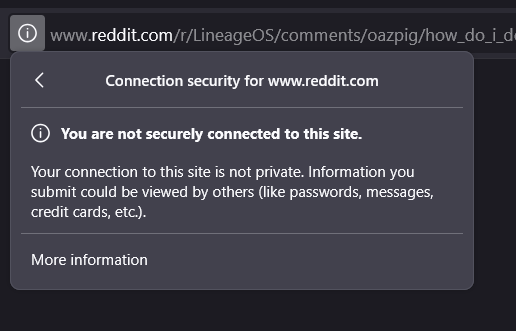 www.reddit.com/r/LineageOS/comments/oazpig/how_do_i_d
Connection security for www.reddit.com
You are not securely connected to this site.
Your connection to this site is not private. Information you
submit could be viewed by others (like passwords, messages,
credit cards, etc.).
More information